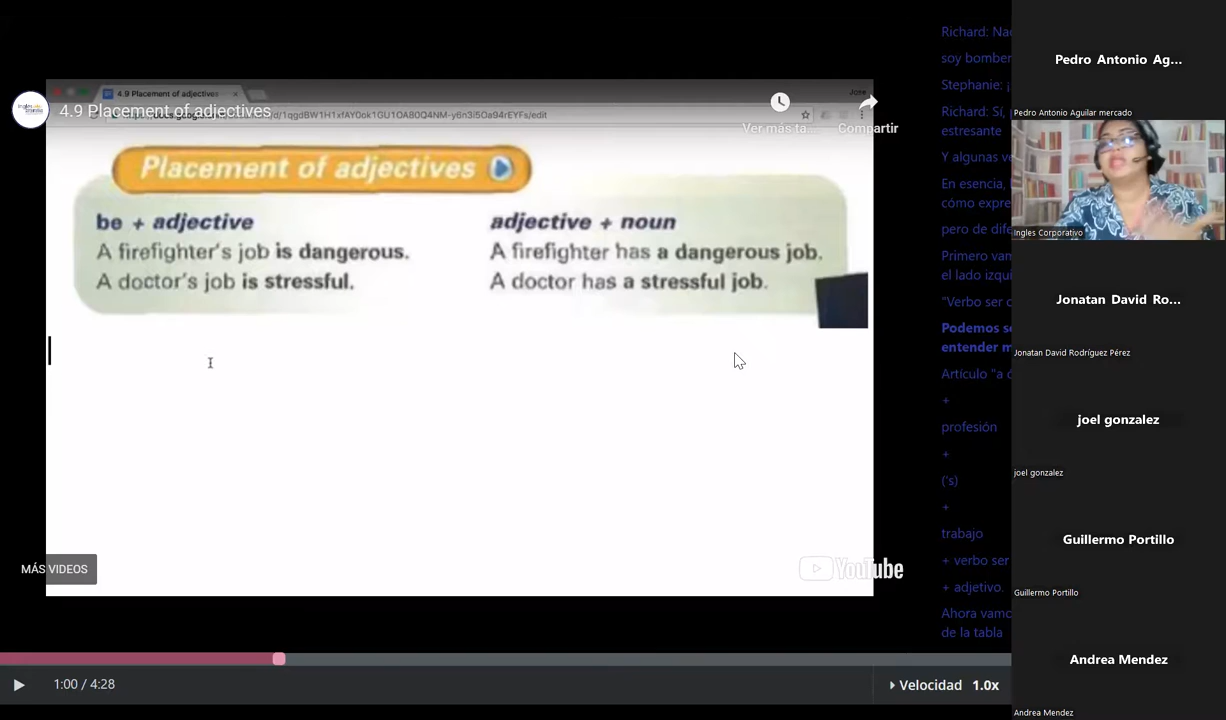 4.9 Placement of adjectives
4.9 Placement of adjectives
Ver más ta...
Compartir
Placement of adjectives
be + adjective
A firefighter's job is dangerous.
A doctor's job is stressful.
adjective + noun
A firefighter has a dangerous job.
A doctor has a stressful job.
MÁS VIDEOS
YouTube
1:00 / 4:28
Velocidad 1.0x
Richard:
soy bomber
Stephanie:
Richard: Sí,
estresante
Y algunas
En esencia,
cómo expre
pero de dife
Primero
el lado izqui
"Verbo ser
Podemos
entender
Artículo "a
+
profesión
+
('s)
+
trabajo
+ verbo ser
+ adjetivo.
Ahora
de la tabla
Pedro Antonio Ag...
Pedro Antonio Aguilar mercado
Ingles Corporativo
Jonatan David Ro...
Jonatan David Rodríguez Pérez
joel gonzalez
joel gonzalez
Guillermo Portillo
Guillermo Portillo
Andrea Mendez
Andrea Mendez